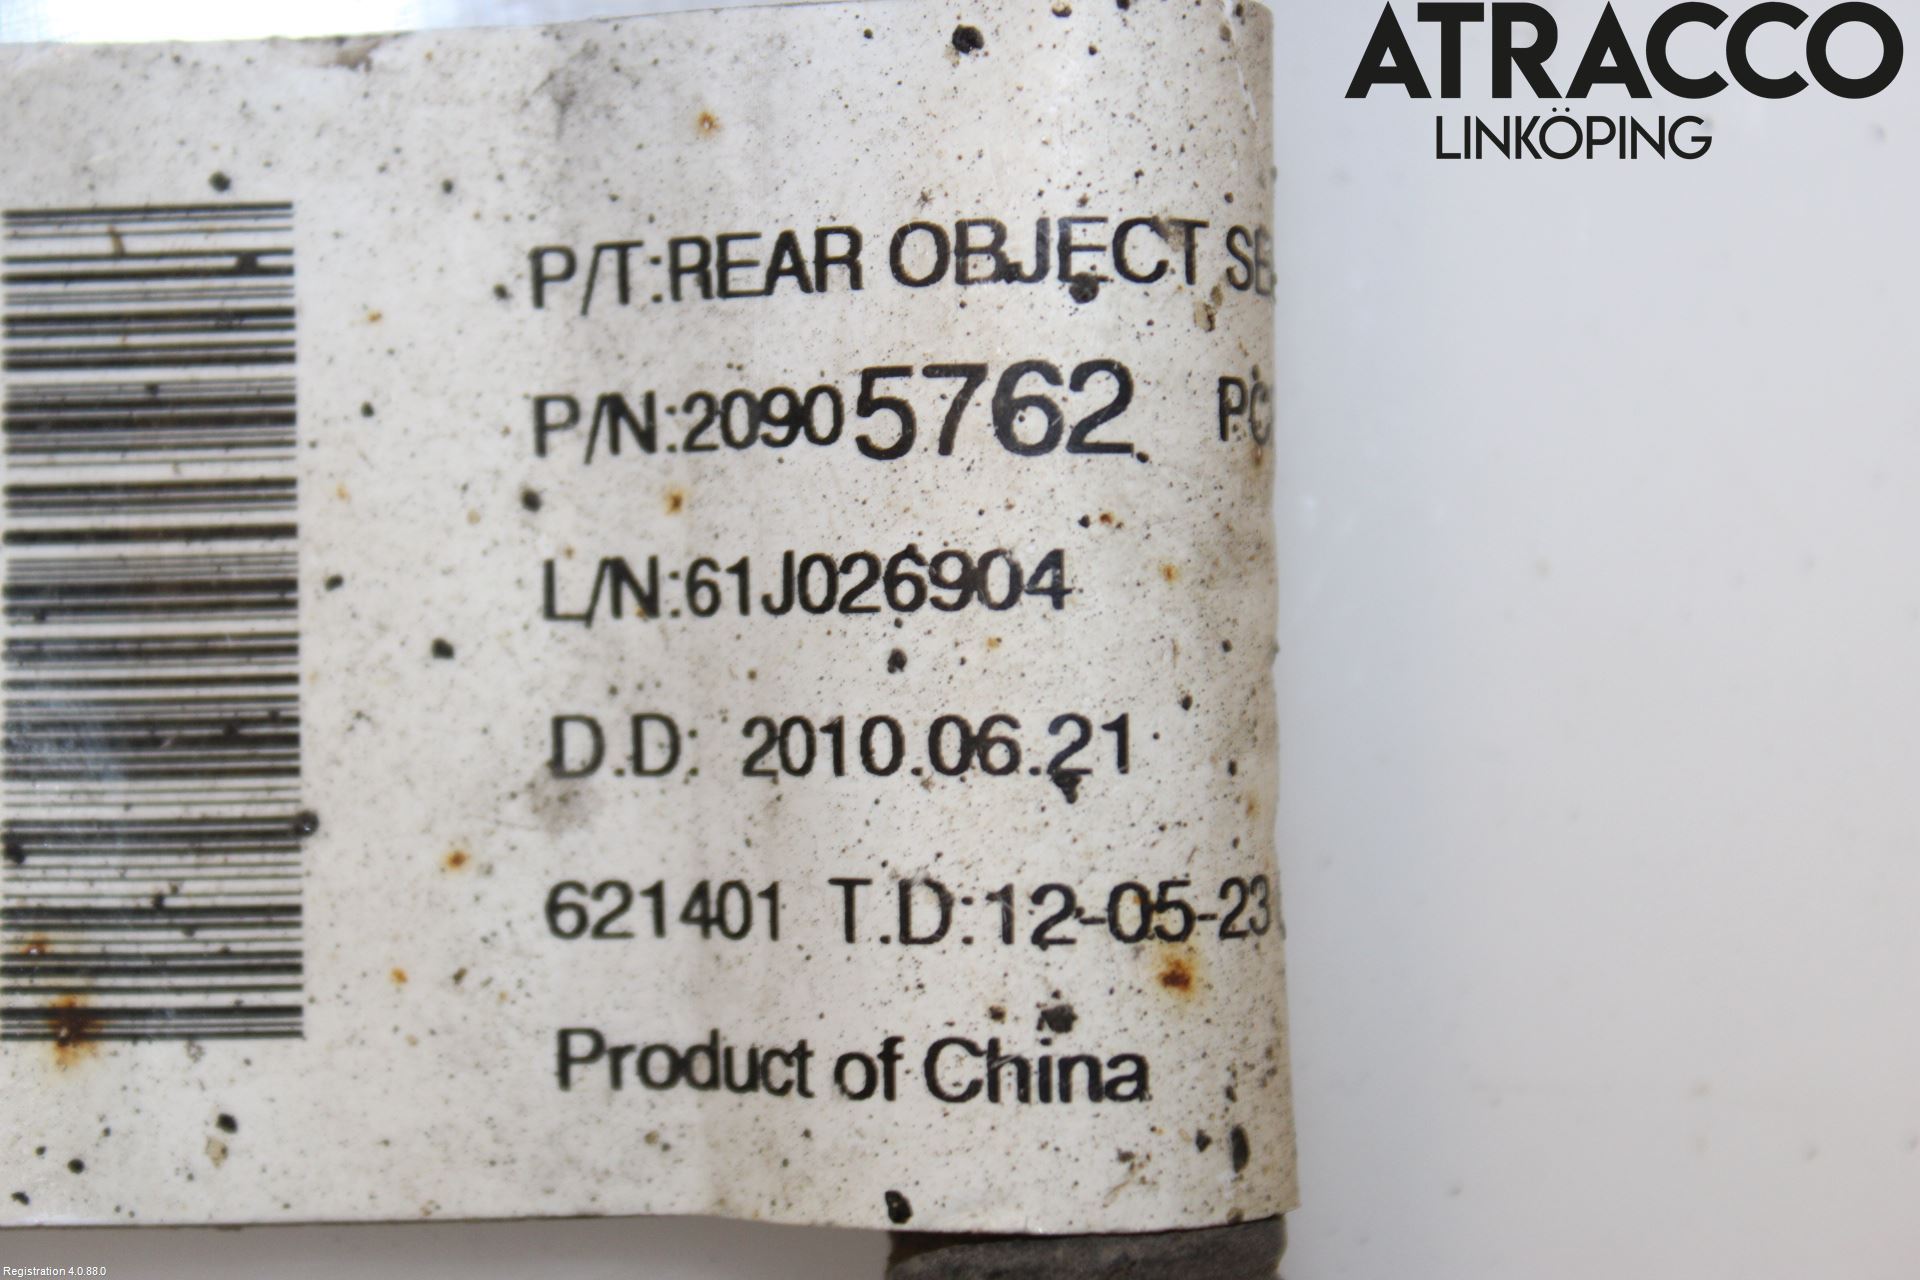 ATRACCO
LINKÖPING
P/T:REAR OBJECT
P/N:20905762
L/N:61J026904
D.D: 2010.06.21
621401 T.D:12-05-23
Product of China
Registration 4.0.88.0